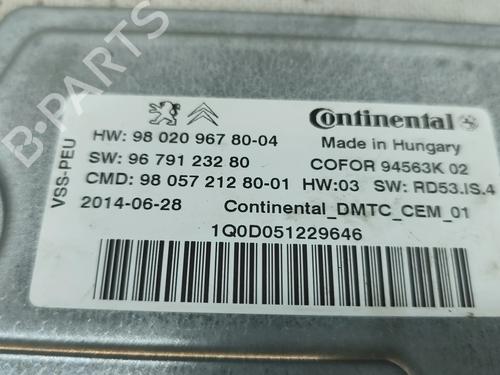 Continental
HW: 98 020 967 80-04
Made in Hungary
SW: 96 791 232 80
COFOR 94563K 02
CMD: 98 057 212 80-01 HW:03 SW: RD53.IS.4
2014-06-28 Continental_DMTC_CEM_01
1Q0D051229646
VSS-PEU
B-PARTS